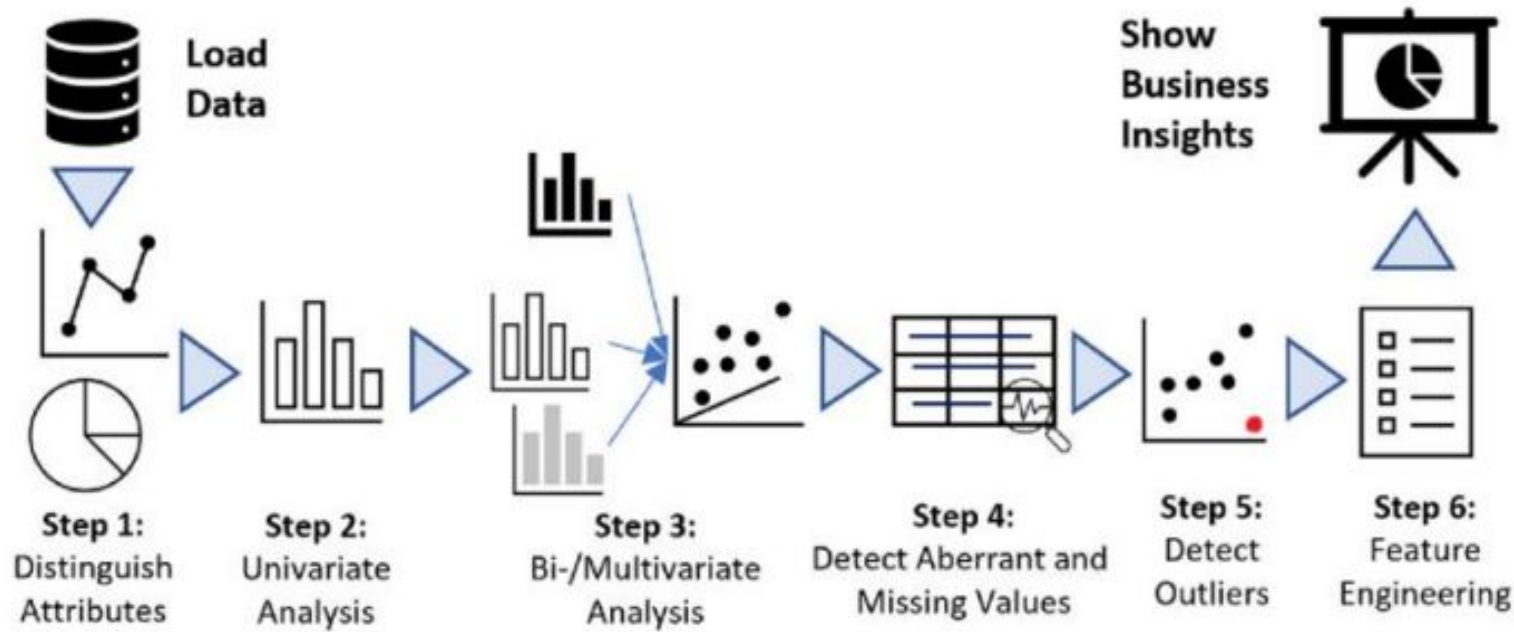 Load
Data
Show
Business
Insights
Step 1:
Distinguish
Attributes
Step 2:
Univariate
Analysis
Step 3:
Bi-/Multivariate
Analysis
Step 4:
Detect Aberrant and
Missing Values
Step 5:
Detect
Outliers
Step 6:
Feature
Engineering